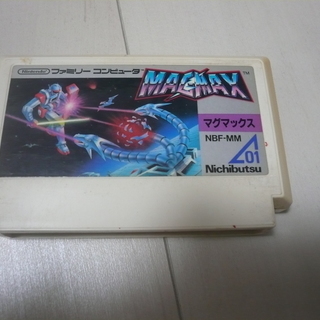 Nintendo ファミリー コンピュータ
MAGMAX TM
マグマックス
NBF-MM
01
Nichibutsu